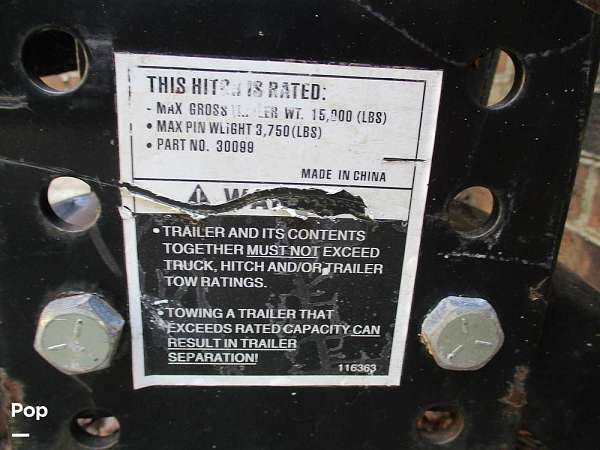 THIS HITCH IS RATED:
- MAX GROSS TRAILER WT. 15,000 (LBS)
• MAX PIN WEIGHT 3,750 (LBS)
• PART NO. 30099
MADE IN CHINA
• TRAILER AND ITS CONTENTS
TOGETHER MUST NOT EXCEED
TRUCK, HITCH AND/OR TRAILER
TOW RATINGS.
• TOWING A TRAILER THAT
EXCEEDS RATED CAPACITY CAN
RESULT IN TRAILER
SEPARATION!
116363
Pop